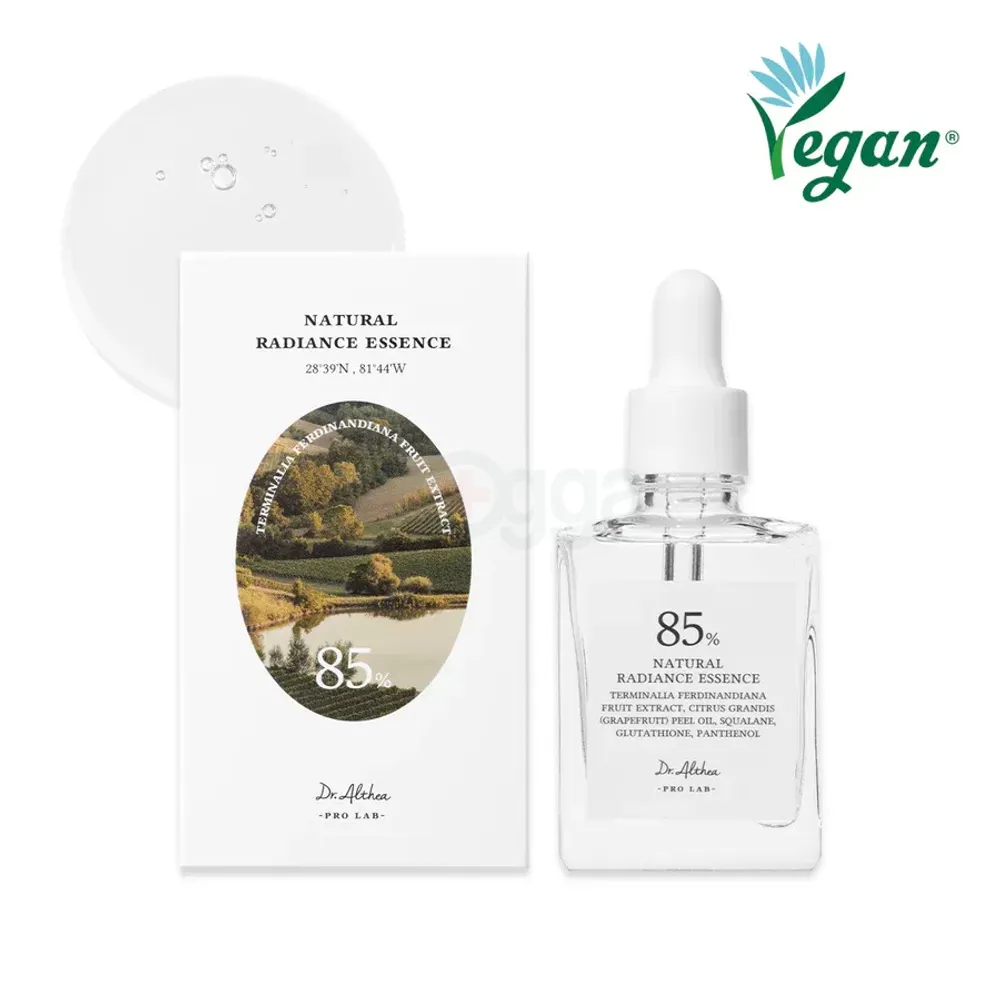 Vegan®
NATURAL
RADIANCE ESSENCE
28°39'N , 81°44'W
TERMINALIA FERDINANDIANA FRUIT EXTRACT
85%
Dr.Althea
-PRO LAB-
85%
NATURAL
RADIANCE ESSENCE
TERMINALIA FERDINANDIANA
FRUIT EXTRACT, CITRUS GRANDIS
(GRAPEFRUIT) PEEL OIL, SQUALANE,
GLUTATHIONE, PANTHENOL
Dr.Althea
-PRO LAB-